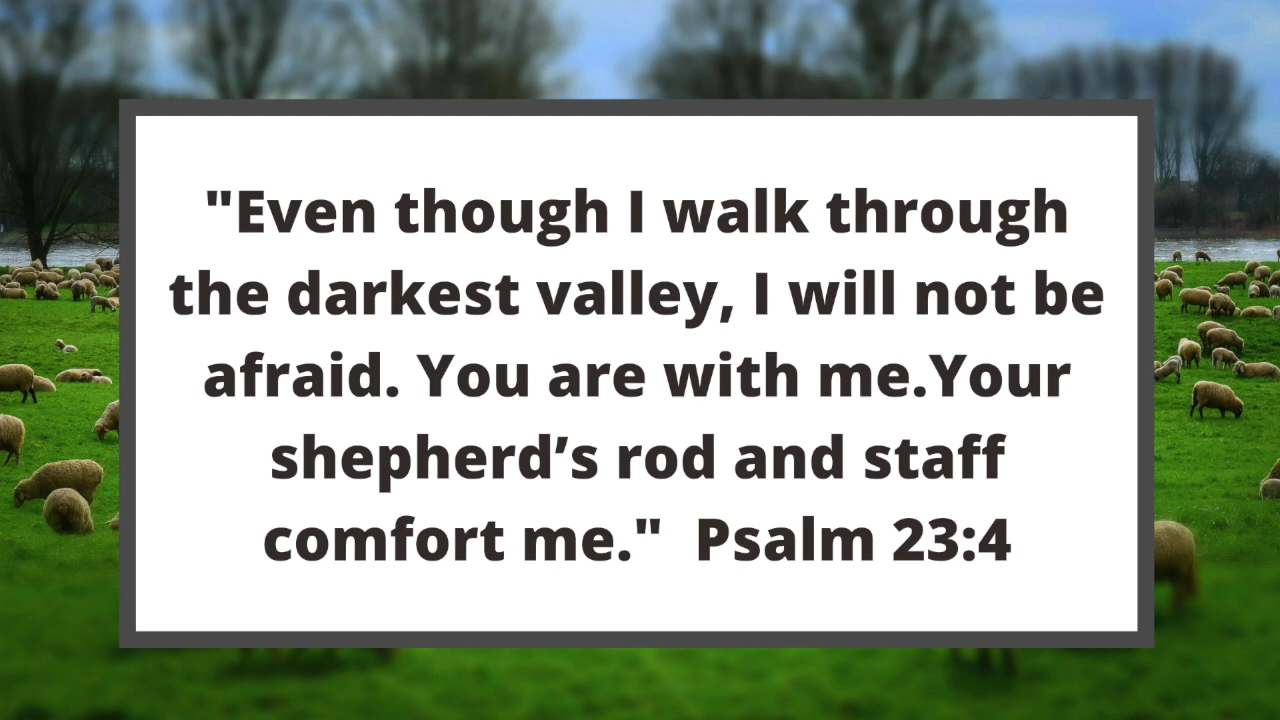 "Even though I walk through
the darkest valley, I will not be
afraid. You are with me.Your
shepherd’s rod and staff
comfort me."  Psalm 23:4